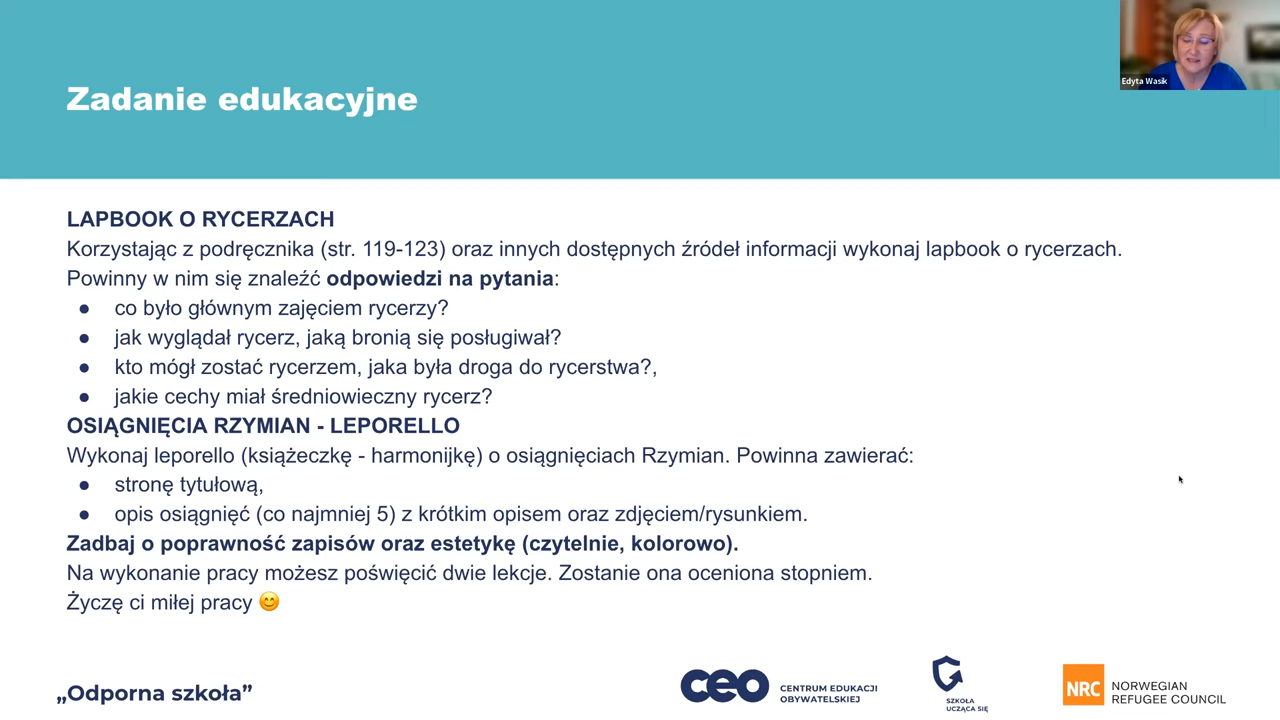 Edyta Wasik
Zadanie edukacyjne
LAPBOOK O RYCERZACH
Korzystając z podręcznika (str. 119-123) oraz innych dostępnych źródeł informacji wykonaj lapbook o rycerzach.
Powinny w nim się znaleźć odpowiedzi na pytania:
● co było głównym zajęciem rycerzy?
● jak wyglądał rycerz, jaką bronią się posługiwał?
● kto mógł zostać rycerzem, jaka była droga do rycerstwa?,
● jakie cechy miał średniowieczny rycerz?
OSIĄGNIĘCIA RZYMIAN - LEPORELLO
Wykonaj leporello (książeczkę - harmonijkę) o osiągnięciach Rzymian. Powinna zawierać:
● stronę tytułową,
● opis osiągnięć (co najmniej 5) z krótkim opisem oraz zdjęciem/rysunkiem.
Zadbaj o poprawność zapisów oraz estetykę (czytelnie, kolorowo).
Na wykonanie pracy możesz poświęcić dwie lekcje. Zostanie ona oceniona stopniem.
Życzę ci miłej pracy 😊
„Odporna szkoła”
ceo
CENTRUM EDUKACJI
OBYWATELSKIEJ
SZKOŁA
UCZĄCA SIĘ
NRC
NORWEGIAN
REFUGEE COUNCIL